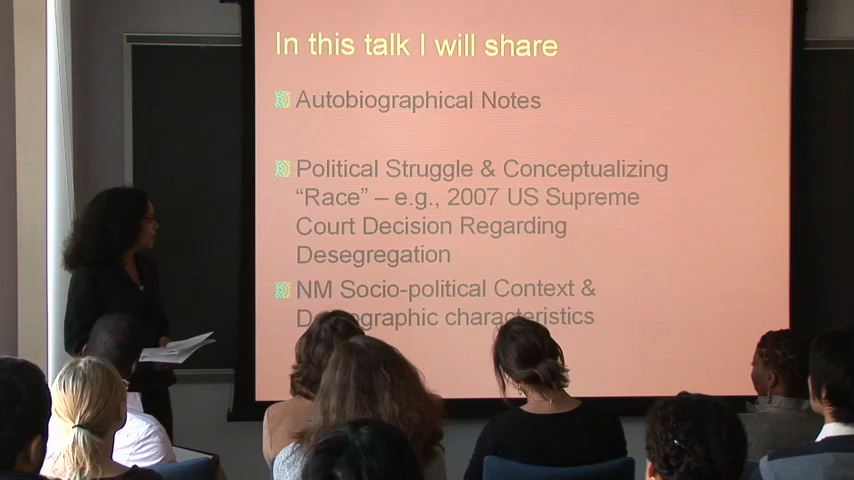 In this talk I will share
Autobiographical Notes
Political Struggle & Conceptualizing
“Race” – e.g., 2007 US Supreme
Court Decision Regarding
Desegregation
NM Socio-political Context &
Demographic characteristics